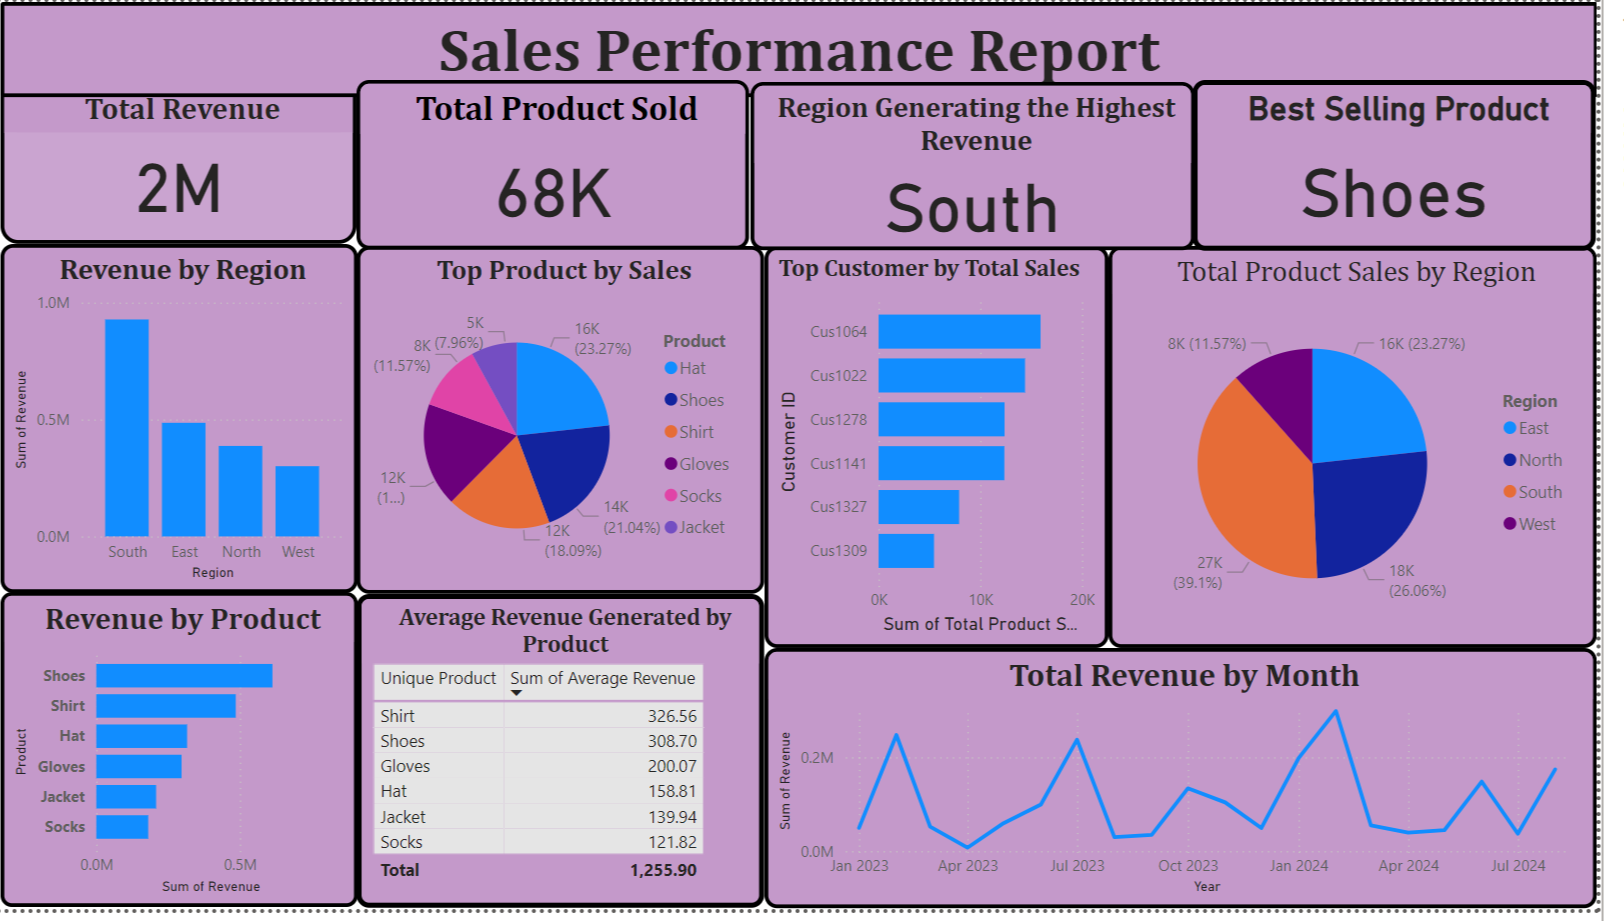 Sales Performance Report
Total Revenue
2M
Total Product Sold
68K
Region Generating the Highest
Revenue
South
Best Selling Product
Shoes
Revenue by Region
1.0M
0.5M
0.0M
Sum of Revenue
South East North West
Region
Top Product by Sales
5K
(7.96%)
8K
(11.57%)
12K
(1...)
16K
(23.27%)
14K
(21.04%)
12K
(18.09%)
Product
Hat
Shoes
Shirt
Gloves
Socks
Jacket
Top Customer by Total Sales
Customer ID
Cus1064
Cus1022
Cus1278
Cus1141
Cus1327
Cus1309
0K 10K 20K
Sum of Total Product S...
Total Product Sales by Region
8K (11.57%)
16K (23.27%)
27K
(39.1%)
18K
(26.06%)
Region
East
North
South
West
Revenue by Product
Product
Shoes
Shirt
Hat
Gloves
Jacket
Socks
0.0M 0.5M
Sum of Revenue
Average Revenue Generated by
Product
Unique Product Sum of Average Revenue
Shirt 326.56
Shoes 308.70
Gloves 200.07
Hat 158.81
Jacket 139.94
Socks 121.82
Total 1,255.90
Total Revenue by Month
Sum of Revenue
0.2M
0.0M
Jan 2023 Apr 2023 Jul 2023 Oct 2023 Jan 2024 Apr 2024 Jul 2024
Year